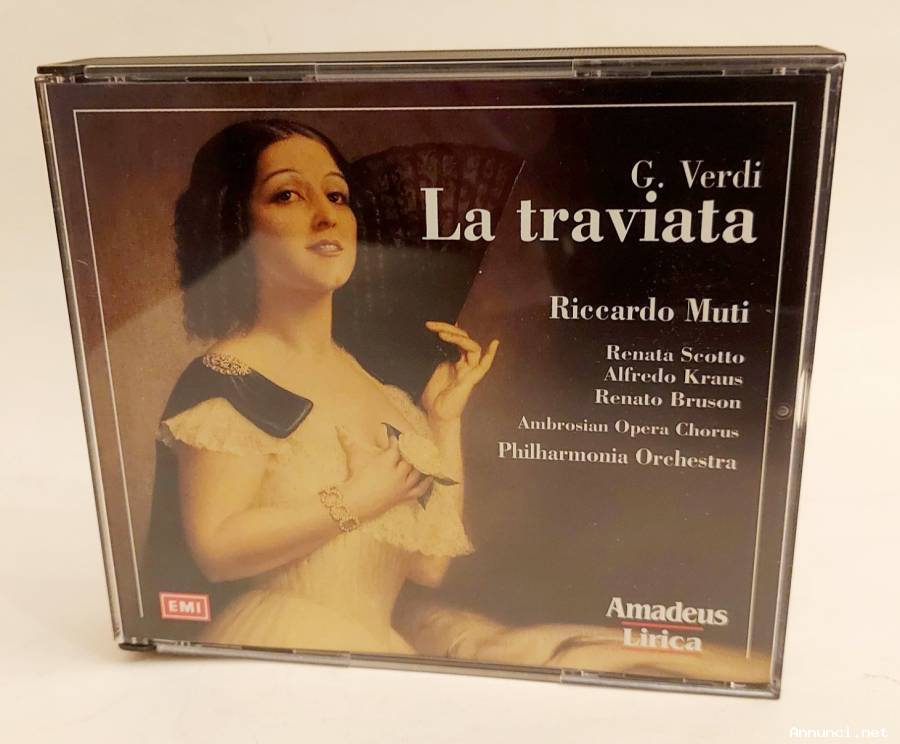 G. Verdi
La traviata
Riccardo Muti
Renata Scotto
Alfredo Kraus
Renato Bruson
Ambrosian Opera Chorus
Philharmonia Orchestra
EMI
Amadeus
Lirica
Annunci.net